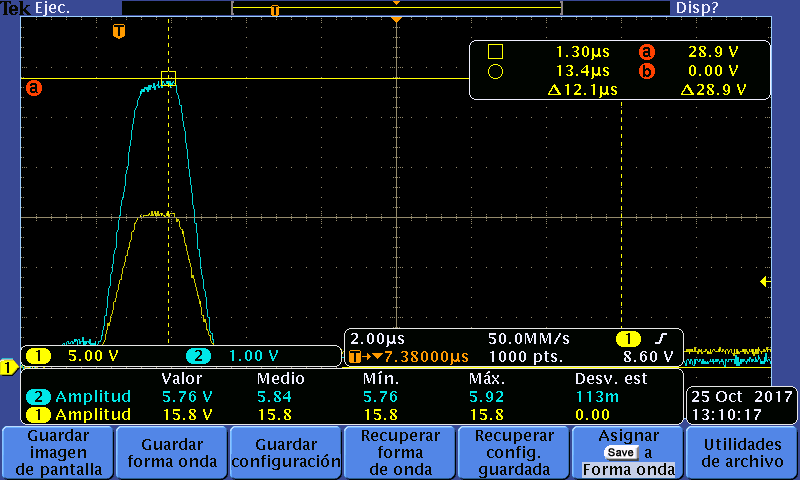 Tek Ejec. Disp?
T
T
1.30µs a 28.9 V
13.4µs b 0.00 V
Δ12.1µs Δ28.9 V
a
1
1 5.00 V 2 1.00 V
2.00µs 50.0MM/s 1
T→▼7.38000µs 1000 pts. 8.60 V
Valor Medio Mín. Máx. Desv. est
2 Amplitud 5.76 V 5.84 5.76 5.92 113m
1 Amplitud 15.8 V 15.8 15.8 15.8 0.00
25 Oct 2017
13:10:17
Guardar
imagen
de pantalla
Guardar
forma onda
Guardar
configuración
Recuperar
forma
de onda
Recuperar
config.
guardada
Asignar
Save a
Forma onda
Utilidades
de archivo